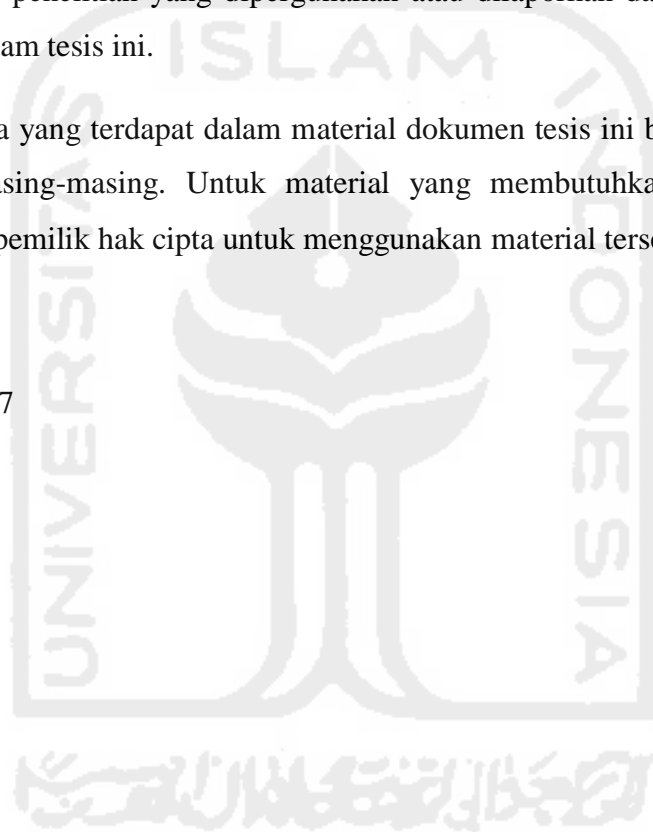 penelitian yang dipergunakan atau dilaporkan da
am tesis ini.
a yang terdapat dalam material dokumen tesis ini b
asing-masing. Untuk material yang membutuhka
pemilik hak cipta untuk menggunakan material terse
7
UNIVERSITAS
ISLAM
INDONESIA